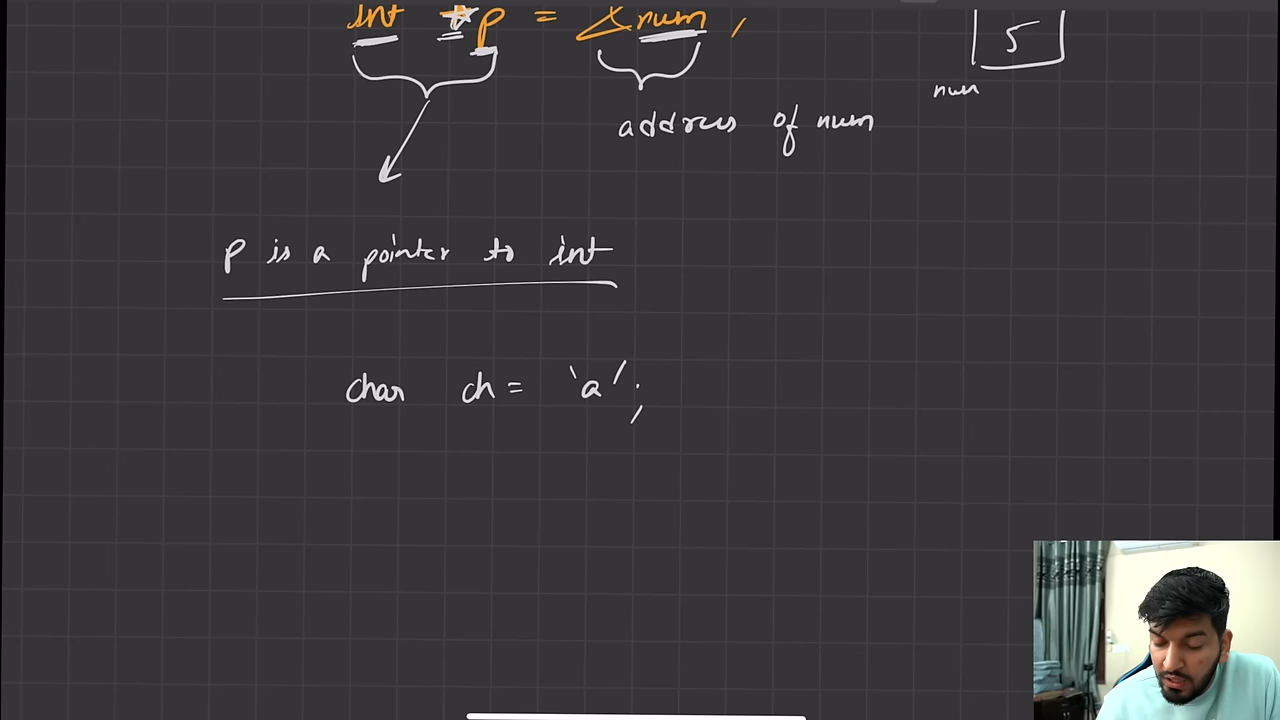 int *p = &num;
5
num
address of num
p is a pointer to int
char ch = 'a';